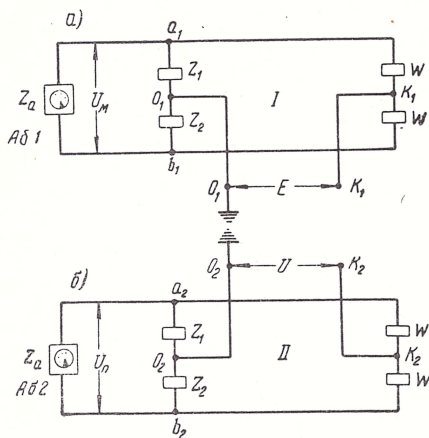 а)
a₁
Z₁
W
Zₐ
Uₘ
O₁
I
K₁
Аб 1
Z₂
W
b₁
O₁
E
K₁
O₂
U
K₂
б)
a₂
Z₁
W
Zₐ
Uₙ
O₂
II
K₂
Аб 2
Z₂
W
b₂